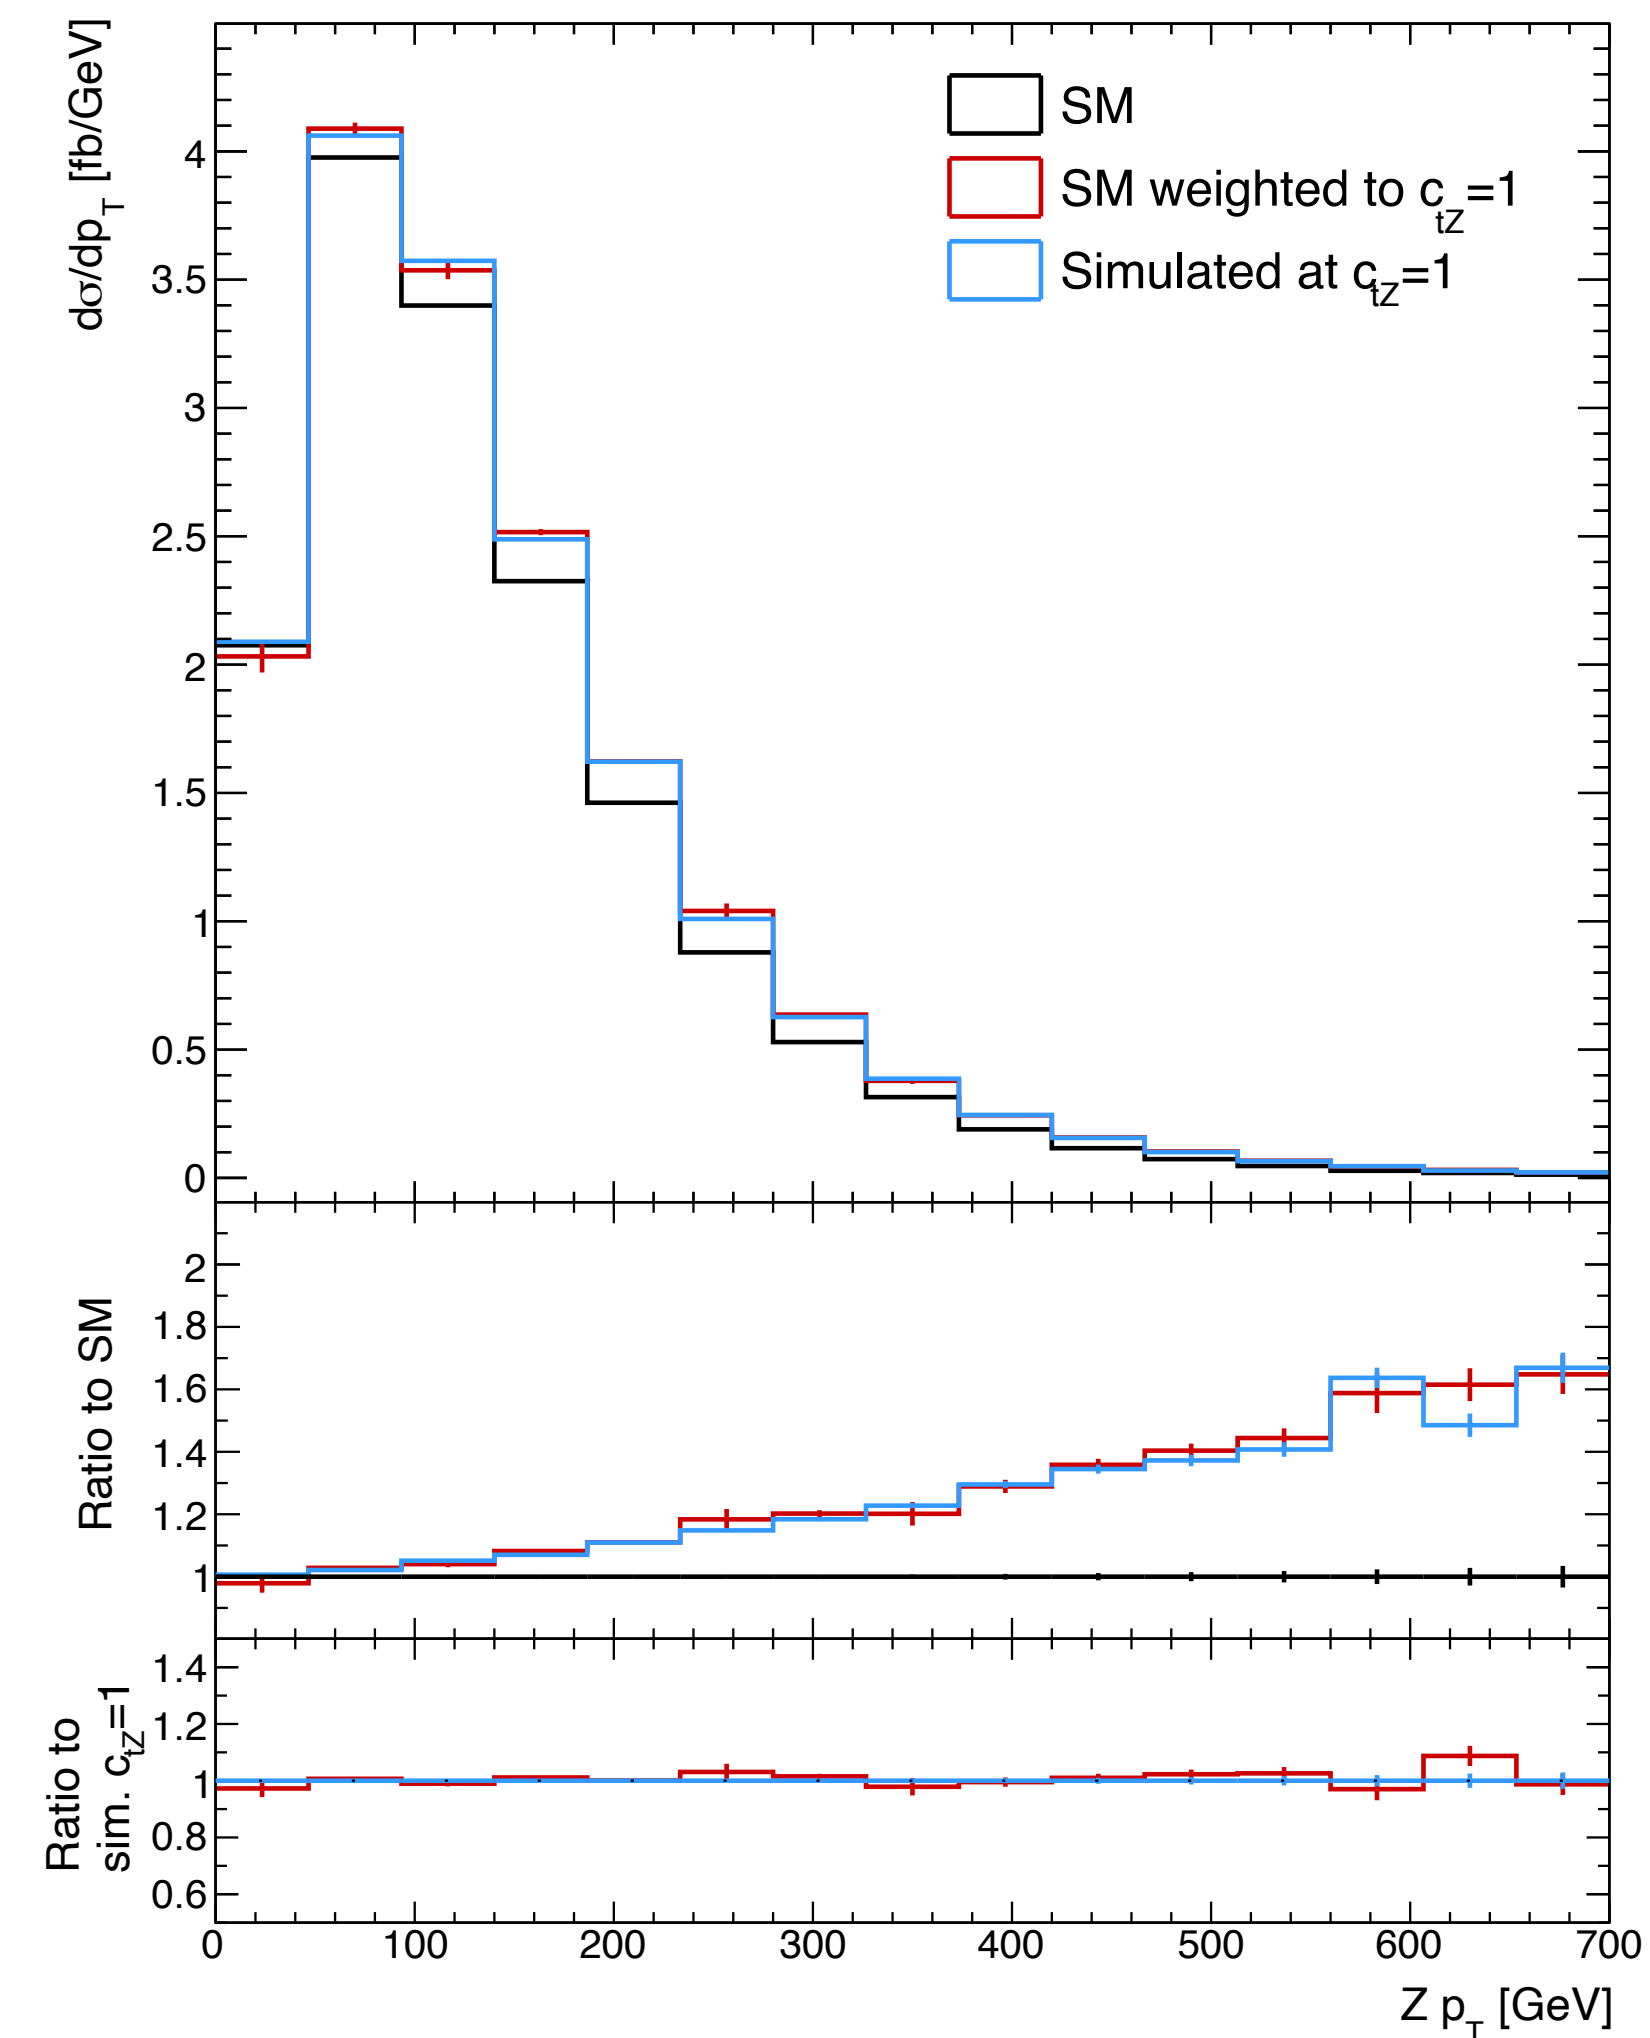 dσ/dp_T [fb/GeV]
SM
SM weighted to c_tZ=1
Simulated at c_tZ=1
4
3.5
3
2.5
2
1.5
1
0.5
0
Ratio to SM
2
1.8
1.6
1.4
1.2
1
Ratio to
sim. c_tZ=1
1.4
1.2
1
0.8
0.6
0 100 200 300 400 500 600 700
Z p_T [GeV]